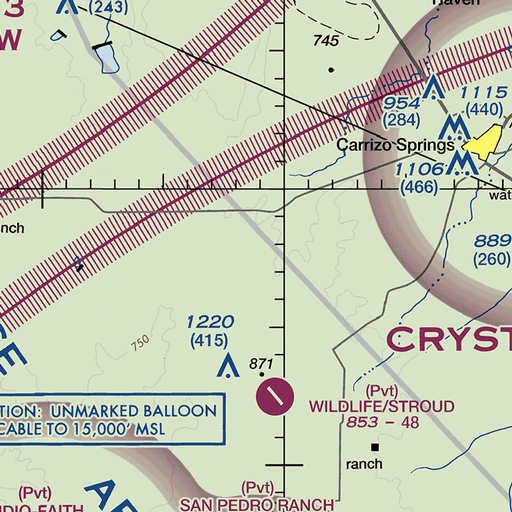 3
W
(243)
745
Haven
954
(284)
1115
(440)
Carrizo Springs
1106
(466)
wat
889
(260)
nch
CRYST
1220
(415)
750
871
TION: UNMARKED BALLOON
CABLE TO 15,000' MSL
(Pvt)
WILDLIFE/STROUD
853 - 48
ranch
(Pvt)
DIO-FAITH
(Pvt)
SAN PEDRO RANCH